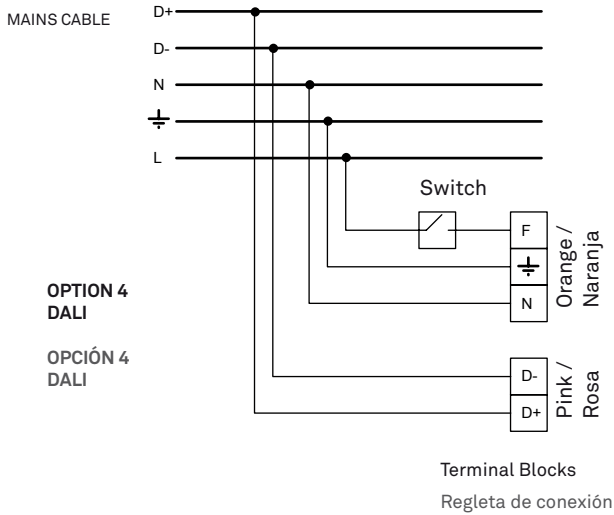 MAINS CABLE
D+
D-
N
L
Switch
F
N
Orange /
Naranja
OPTION 4
DALI
OPCIÓN 4
DALI
D-
D+
Pink /
Rosa
Terminal Blocks
Regleta de conexión